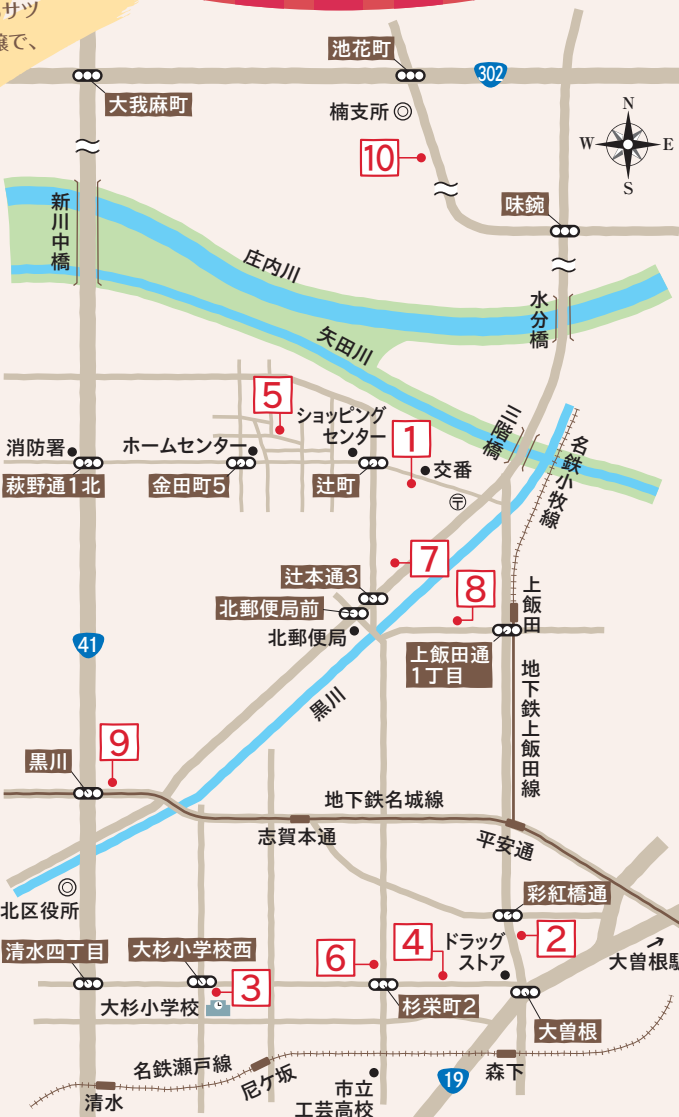 サツ
譲で、
池花町
302
大我麻町
楠支所
N
W
E
S
10
新川中橋
味鋺
庄内川
水分橋
矢田川
三階橋
5
ショッピング
センター
1
名鉄小牧線
消防署
ホームセンター
交番
萩野通1北
金田町5
辻町
〒
7
辻本通3
8
上飯田
北郵便局前
北郵便局
上飯田通
1丁目
41
地下鉄上飯田線
黒川
9
黒川
地下鉄名城線
志賀本通
平安通
北区役所
彩紅橋通
2
清水四丁目
大杉小学校西
6
4
ドラッグ
ストア
大曽根駅
3
大杉小学校
杉栄町2
大曽根
名鉄瀬戸線
尼ケ坂
森下
清水
市立
工芸高校
19